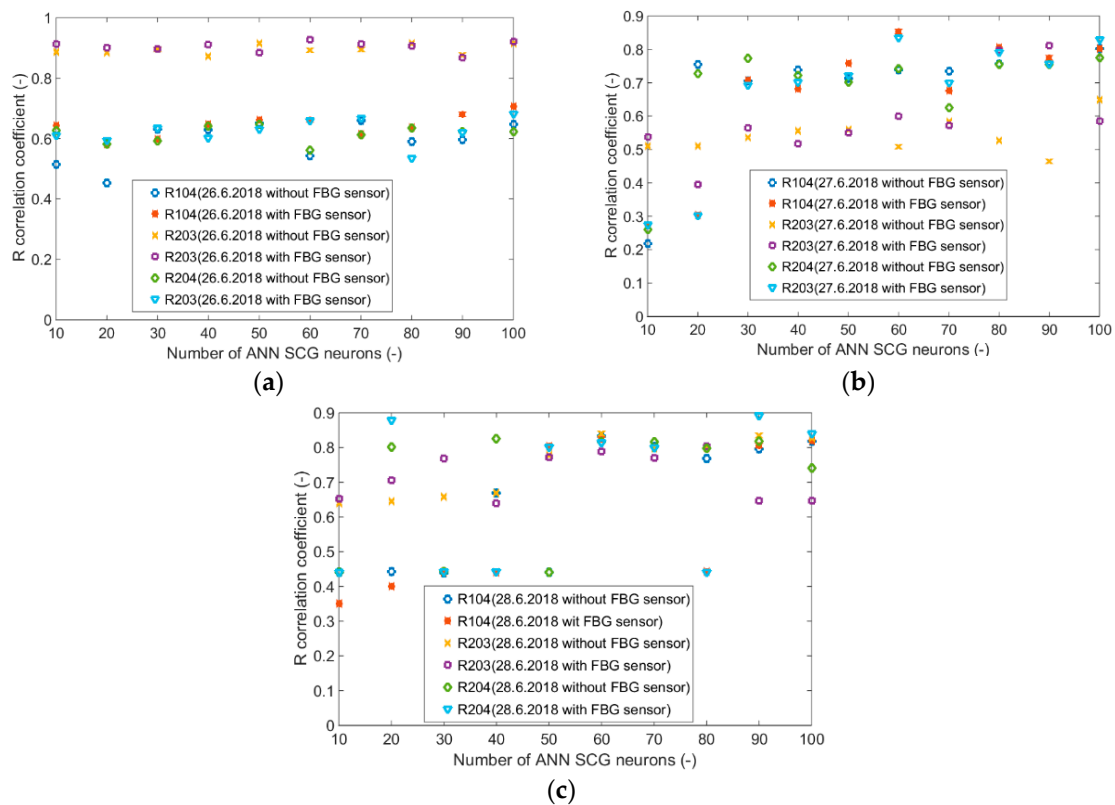 1
0.8
0.6
0.4
0.2
0
R correlation coefficient (-)
R104(26.6.2018 without FBG sensor)
R104(26.6.2018 with FBG sensor)
R203(26.6.2018 without FBG sensor)
R203(26.6.2018 with FBG sensor)
R204(26.6.2018 without FBG sensor)
R203(26.6.2018 with FBG sensor)
10 20 30 40 50 60 70 80 90 100
Number of ANN SCG neurons (-)
(a)
0.9
0.8
0.7
0.6
0.5
0.4
0.3
0.2
0.1
0
R correlation coefficient (-)
R104(27.6.2018 without FBG sensor)
R104(27.6.2018 with FBG sensor)
R203(27.6.2018 without FBG sensor)
R203(27.6.2018 with FBG sensor)
R204(27.6.2018 without FBG sensor)
R203(27.6.2018 with FBG sensor)
10 20 30 40 50 60 70 80 90 100
Number of ANN SCG neurons (-)
(b)
0.9
0.8
0.7
0.6
0.5
0.4
0.3
0.2
0.1
0
R correlation coefficient (-)
R104(28.6.2018 without FBG sensor)
R104(28.6.2018 wit FBG sensor)
R203(28.6.2018 without FBG sensor)
R203(28.6.2018 with FBG sensor)
R204(28.6.2018 without FBG sensor)
R204(28.6.2018 with FBG sensor)
10 20 30 40 50 60 70 80 90 100
Number of ANN SCG neurons (-)
(c)